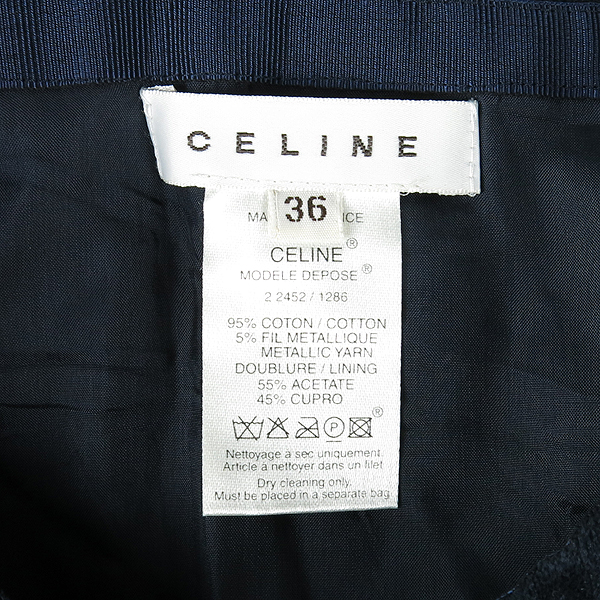 CELINE
36
MA ICE
CELINE®
MODELE DEPOSE®
2 2452 / 1286
95% COTON / COTTON
5% FIL METALLIQUE
METALLIC YARN
DOUBLURE / LINING
55% ACETATE
45% CUPRO
P ®
Nettoyage à sec uniquement.
Article à nettoyer dans un filet
Dry cleaning only.
Must be placed in a separate bag